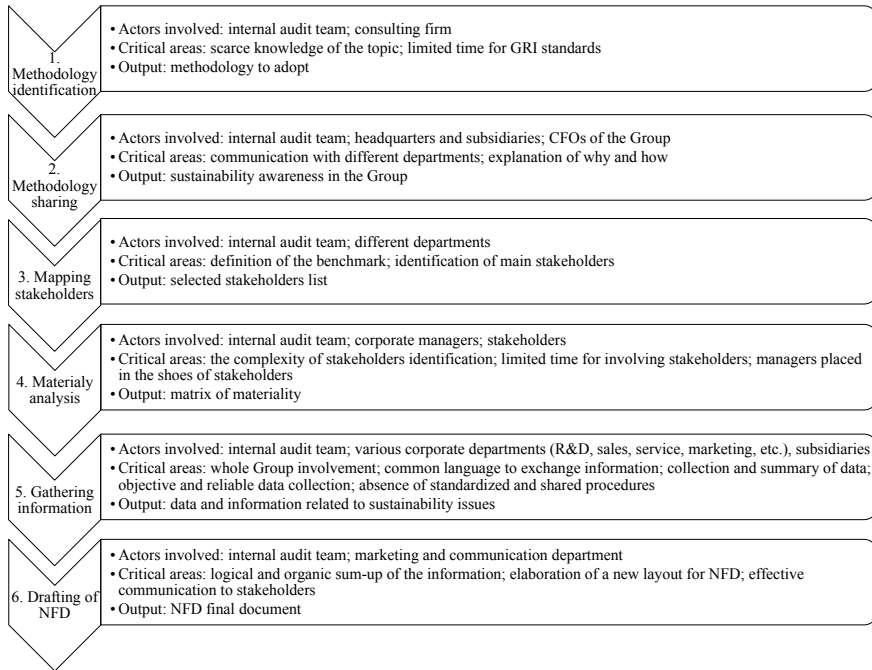 1.
Methodology
identification
• Actors involved: internal audit team; consulting firm
• Critical areas: scarce knowledge of the topic; limited time for GRI standards
• Output: methodology to adopt
2.
Methodology
sharing
• Actors involved: internal audit team; headquarters and subsidiaries; CFOs of the Group
• Critical areas: communication with different departments; explanation of why and how
• Output: sustainability awareness in the Group
3. Mapping
stakeholders
• Actors involved: internal audit team; different departments
• Critical areas: definition of the benchmark; identification of main stakeholders
• Output: selected stakeholders list
4. Materialy
analysis
• Actors involved: internal audit team; corporate managers; stakeholders
• Critical areas: the complexity of stakeholders identification; limited time for involving stakeholders; managers placed
in the shoes of stakeholders
• Output: matrix of materiality
5. Gathering
information
• Actors involved: internal audit team; various corporate departments (R&D, sales, service, marketing, etc.), subsidiaries
• Critical areas: whole Group involvement; common language to exchange information; collection and summary of data;
objective and reliable data collection; absence of standardized and shared procedures
• Output: data and information related to sustainability issues
6. Drafting of
NFD
• Actors involved: internal audit team; marketing and communication department
• Critical areas: logical and organic sum-up of the information; elaboration of a new layout for NFD; effective
communication to stakeholders
• Output: NFD final document